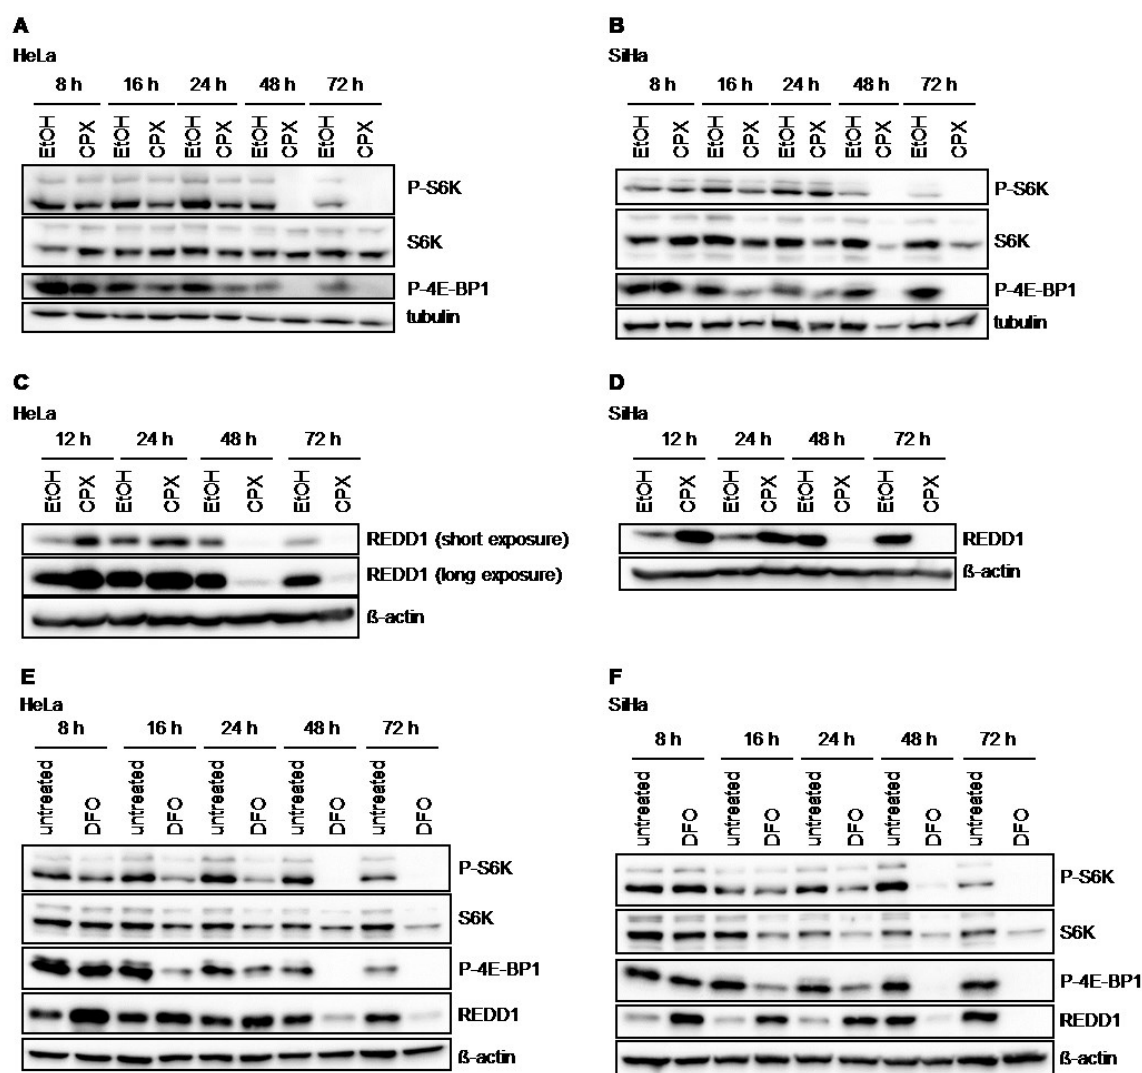 A
HeLa
8 h 16 h 24 h 48 h 72 h
EtOH CPX EtOH CPX EtOH CPX EtOH CPX EtOH CPX
P-S6K
S6K
P-4E-BP1
tubulin
B
SiHa
8 h 16 h 24 h 48 h 72 h
EtOH CPX EtOH CPX EtOH CPX EtOH CPX EtOH CPX
P-S6K
S6K
P-4E-BP1
tubulin
C
HeLa
12 h 24 h 48 h 72 h
EtOH CPX EtOH CPX EtOH CPX EtOH CPX
REDD1 (short exposure)
REDD1 (long exposure)
ß-actin
D
SiHa
12 h 24 h 48 h 72 h
EtOH CPX EtOH CPX EtOH CPX EtOH CPX
REDD1
ß-actin
E
HeLa
8 h 16 h 24 h 48 h 72 h
untreated DFO untreated DFO untreated DFO untreated DFO untreated DFO
P-S6K
S6K
P-4E-BP1
REDD1
ß-actin
F
SiHa
8 h 16 h 24 h 48 h 72 h
untreated DFO untreated DFO untreated DFO untreated DFO untreated DFO
P-S6K
S6K
P-4E-BP1
REDD1
ß-actin